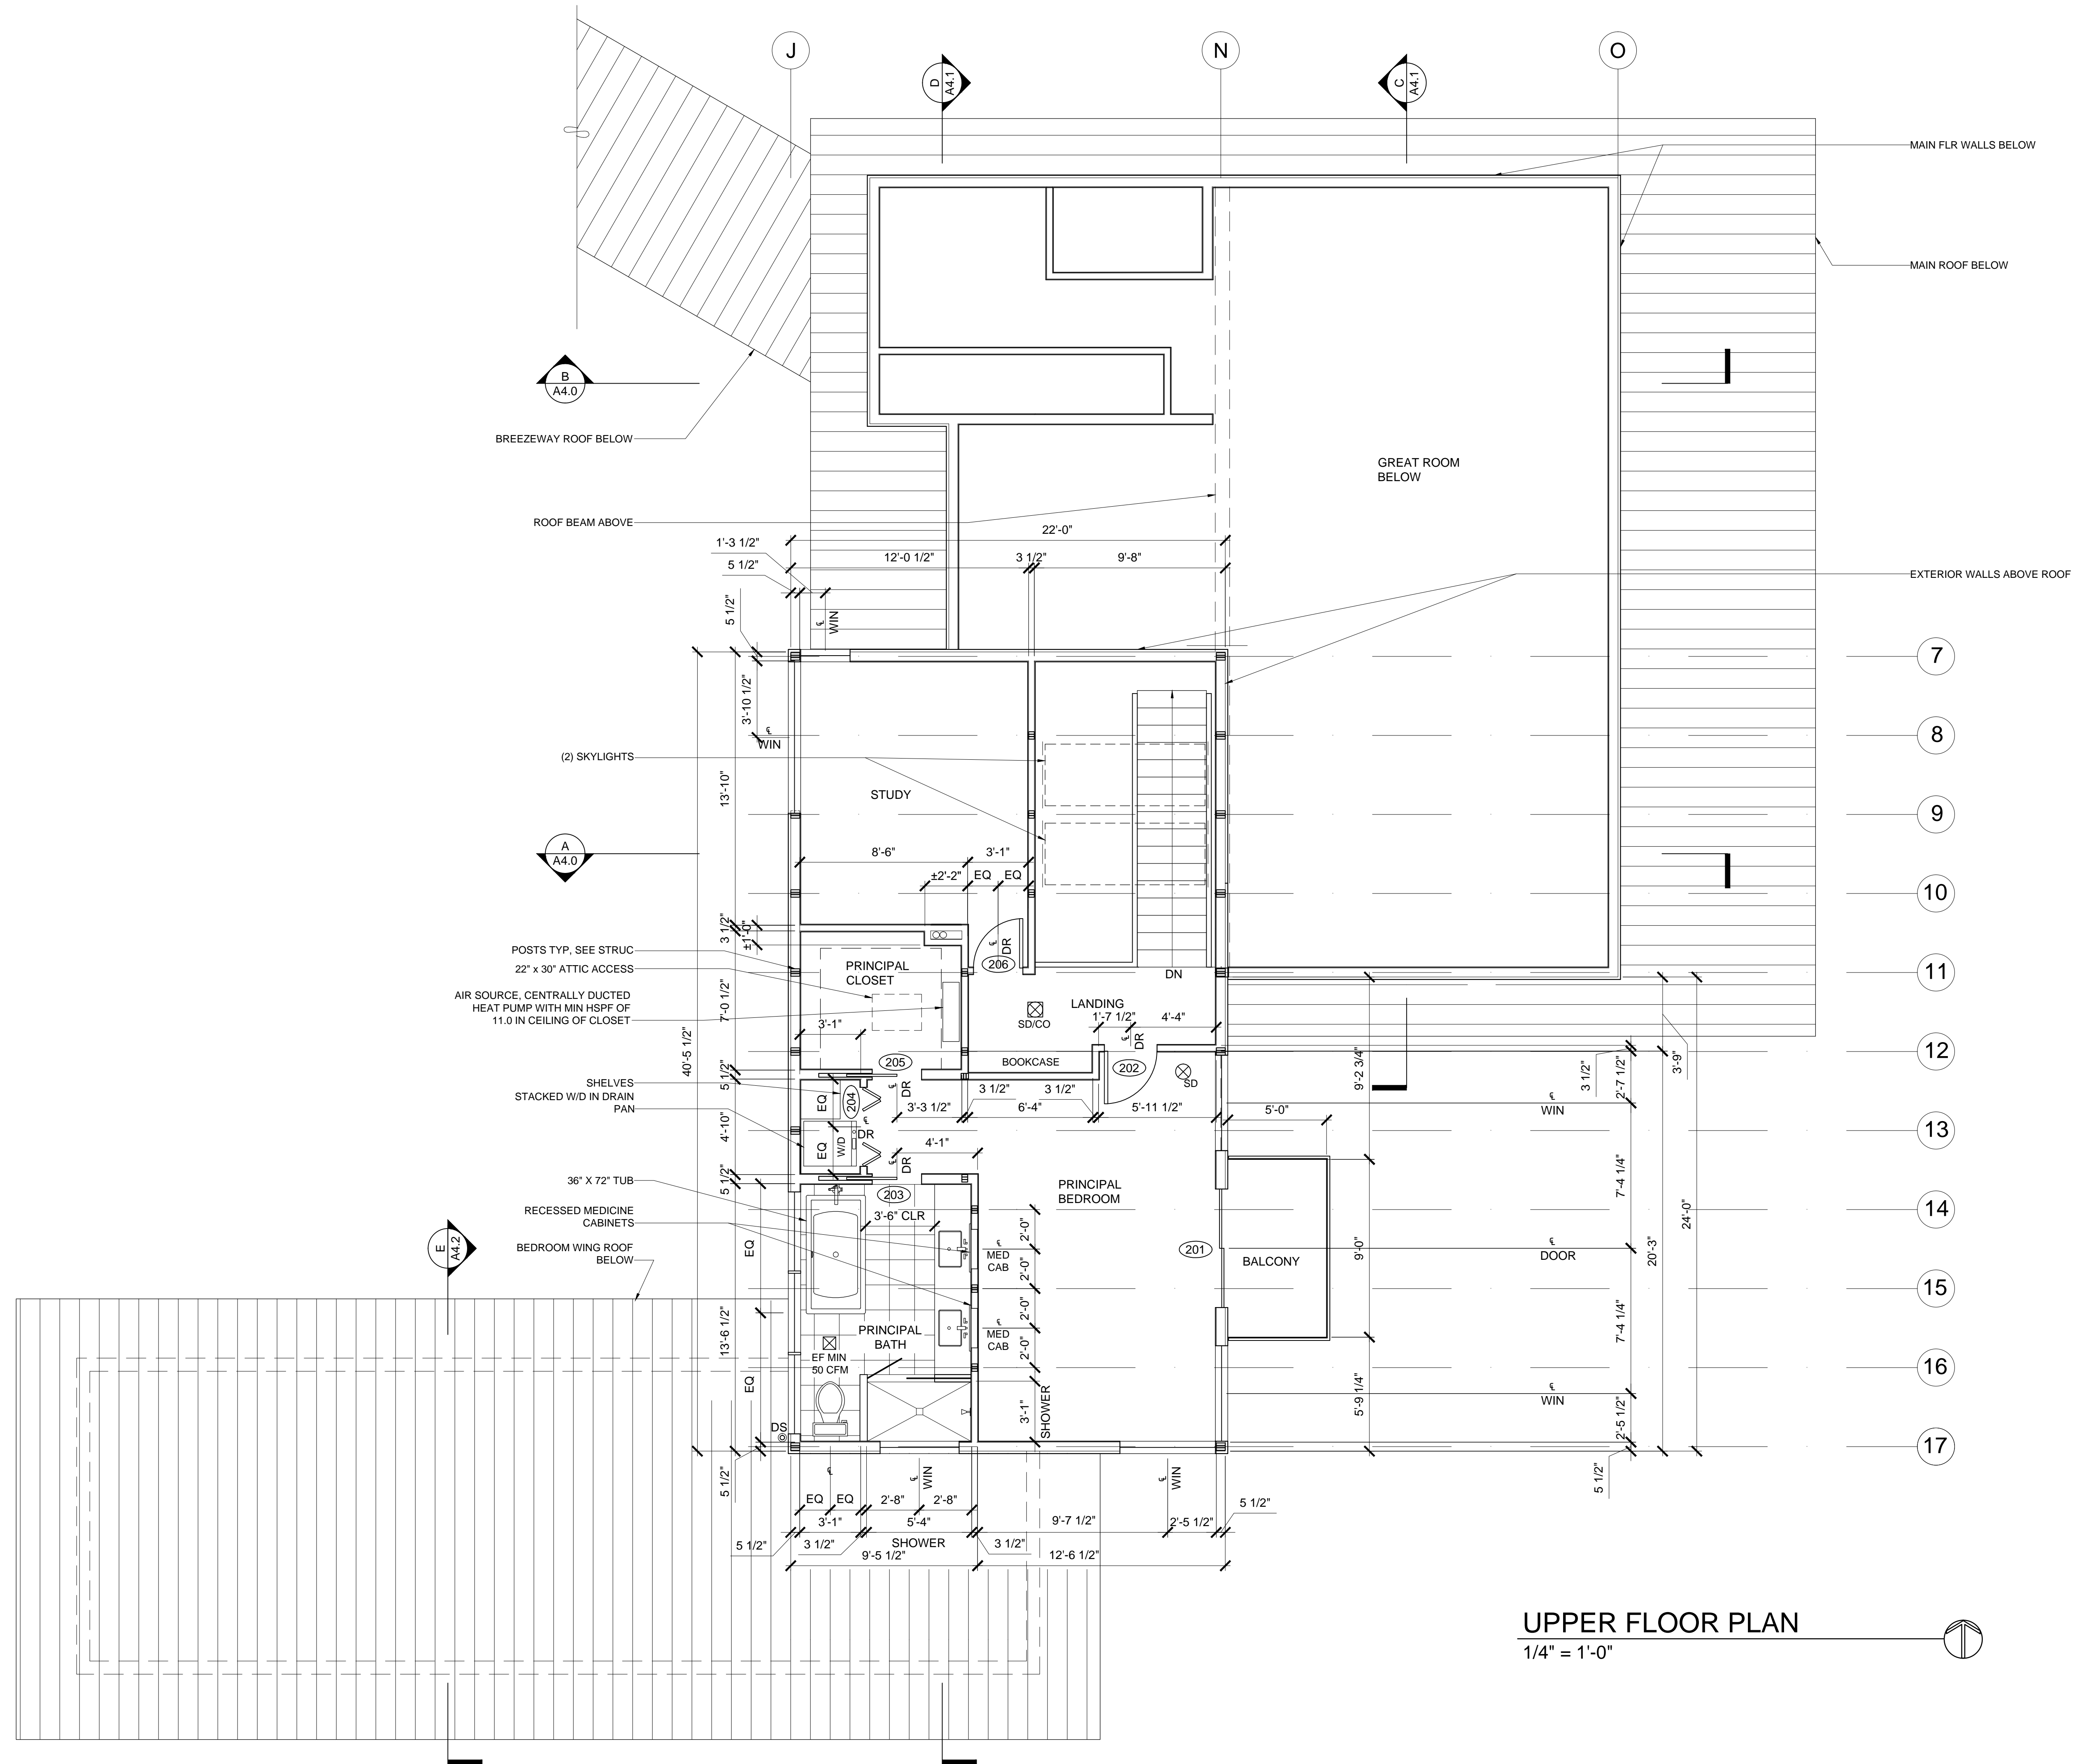 J
N
O
D
A4.1
C
A4.1
MAIN FLR WALLS BELOW
MAIN ROOF BELOW
B
A4.0
BREEZEWAY ROOF BELOW
GREAT ROOM
BELOW
ROOF BEAM ABOVE
22'-0"
1'-3 1/2"
12'-0 1/2"
3 1/2"
9'-8"
5 1/2"
5 1/2"
℄
WIN
EXTERIOR WALLS ABOVE ROOF
7
3'-10 1/2"
℄
WIN
8
(2) SKYLIGHTS
13'-10"
STUDY
9
A
A4.0
8'-6"
3'-1"
±2'-2"
EQ
EQ
10
3 1/2"
±1'-0"
℄
DR
206
POSTS TYP, SEE STRUC
22" x 30" ATTIC ACCESS
AIR SOURCE, CENTRALLY DUCTED
HEAT PUMP WITH MIN HSPF OF
11.0 IN CEILING OF CLOSET
PRINCIPAL
CLOSET
DN
11
7'-0 1/2"
3'-1"
LANDING
SD/CO
1'-7 1/2"
4'-4"
℄
DR
40'-5 1/2"
205
BOOKCASE
202
SD
12
9'-2 3/4"
3 1/2"
2'-7 1/2"
3'-9"
SHELVES
STACKED W/D IN DRAIN
PAN
5 1/2"
EQ
204
℄
DR
3 1/2"
3 1/2"
3'-3 1/2"
6'-4"
5'-11 1/2"
5'-0"
℄
WIN
4'-10"
EQ
W/D
℄
DR
4'-1"
℄
DR
13
36" X 72" TUB
5 1/2"
203
PRINCIPAL
BEDROOM
7'-4 1/4"
RECESSED MEDICINE
CABINETS
3'-6" CLR
2'-0"
14
24'-0"
E
A4.2
BEDROOM WING ROOF
BELOW
EQ
℄
MED
CAB
2'-0"
201
BALCONY
9'-0"
℄
DOOR
20'-3"
15
13'-6 1/2"
PRINCIPAL
BATH
2'-0"
℄
MED
CAB
2'-0"
7'-4 1/4"
EF MIN
50 CFM
16
EQ
3'-1"
SHOWER
5'-9 1/4"
℄
WIN
2'-5 1/2"
DS
17
5 1/2"
℄
℄
WIN
℄
WIN
5 1/2"
EQ
EQ
2'-8"
2'-8"
5 1/2"
3'-1"
5'-4"
9'-7 1/2"
2'-5 1/2"
5 1/2"
3 1/2"
SHOWER
3 1/2"
9'-5 1/2"
12'-6 1/2"
UPPER FLOOR PLAN
1/4" = 1'-0"